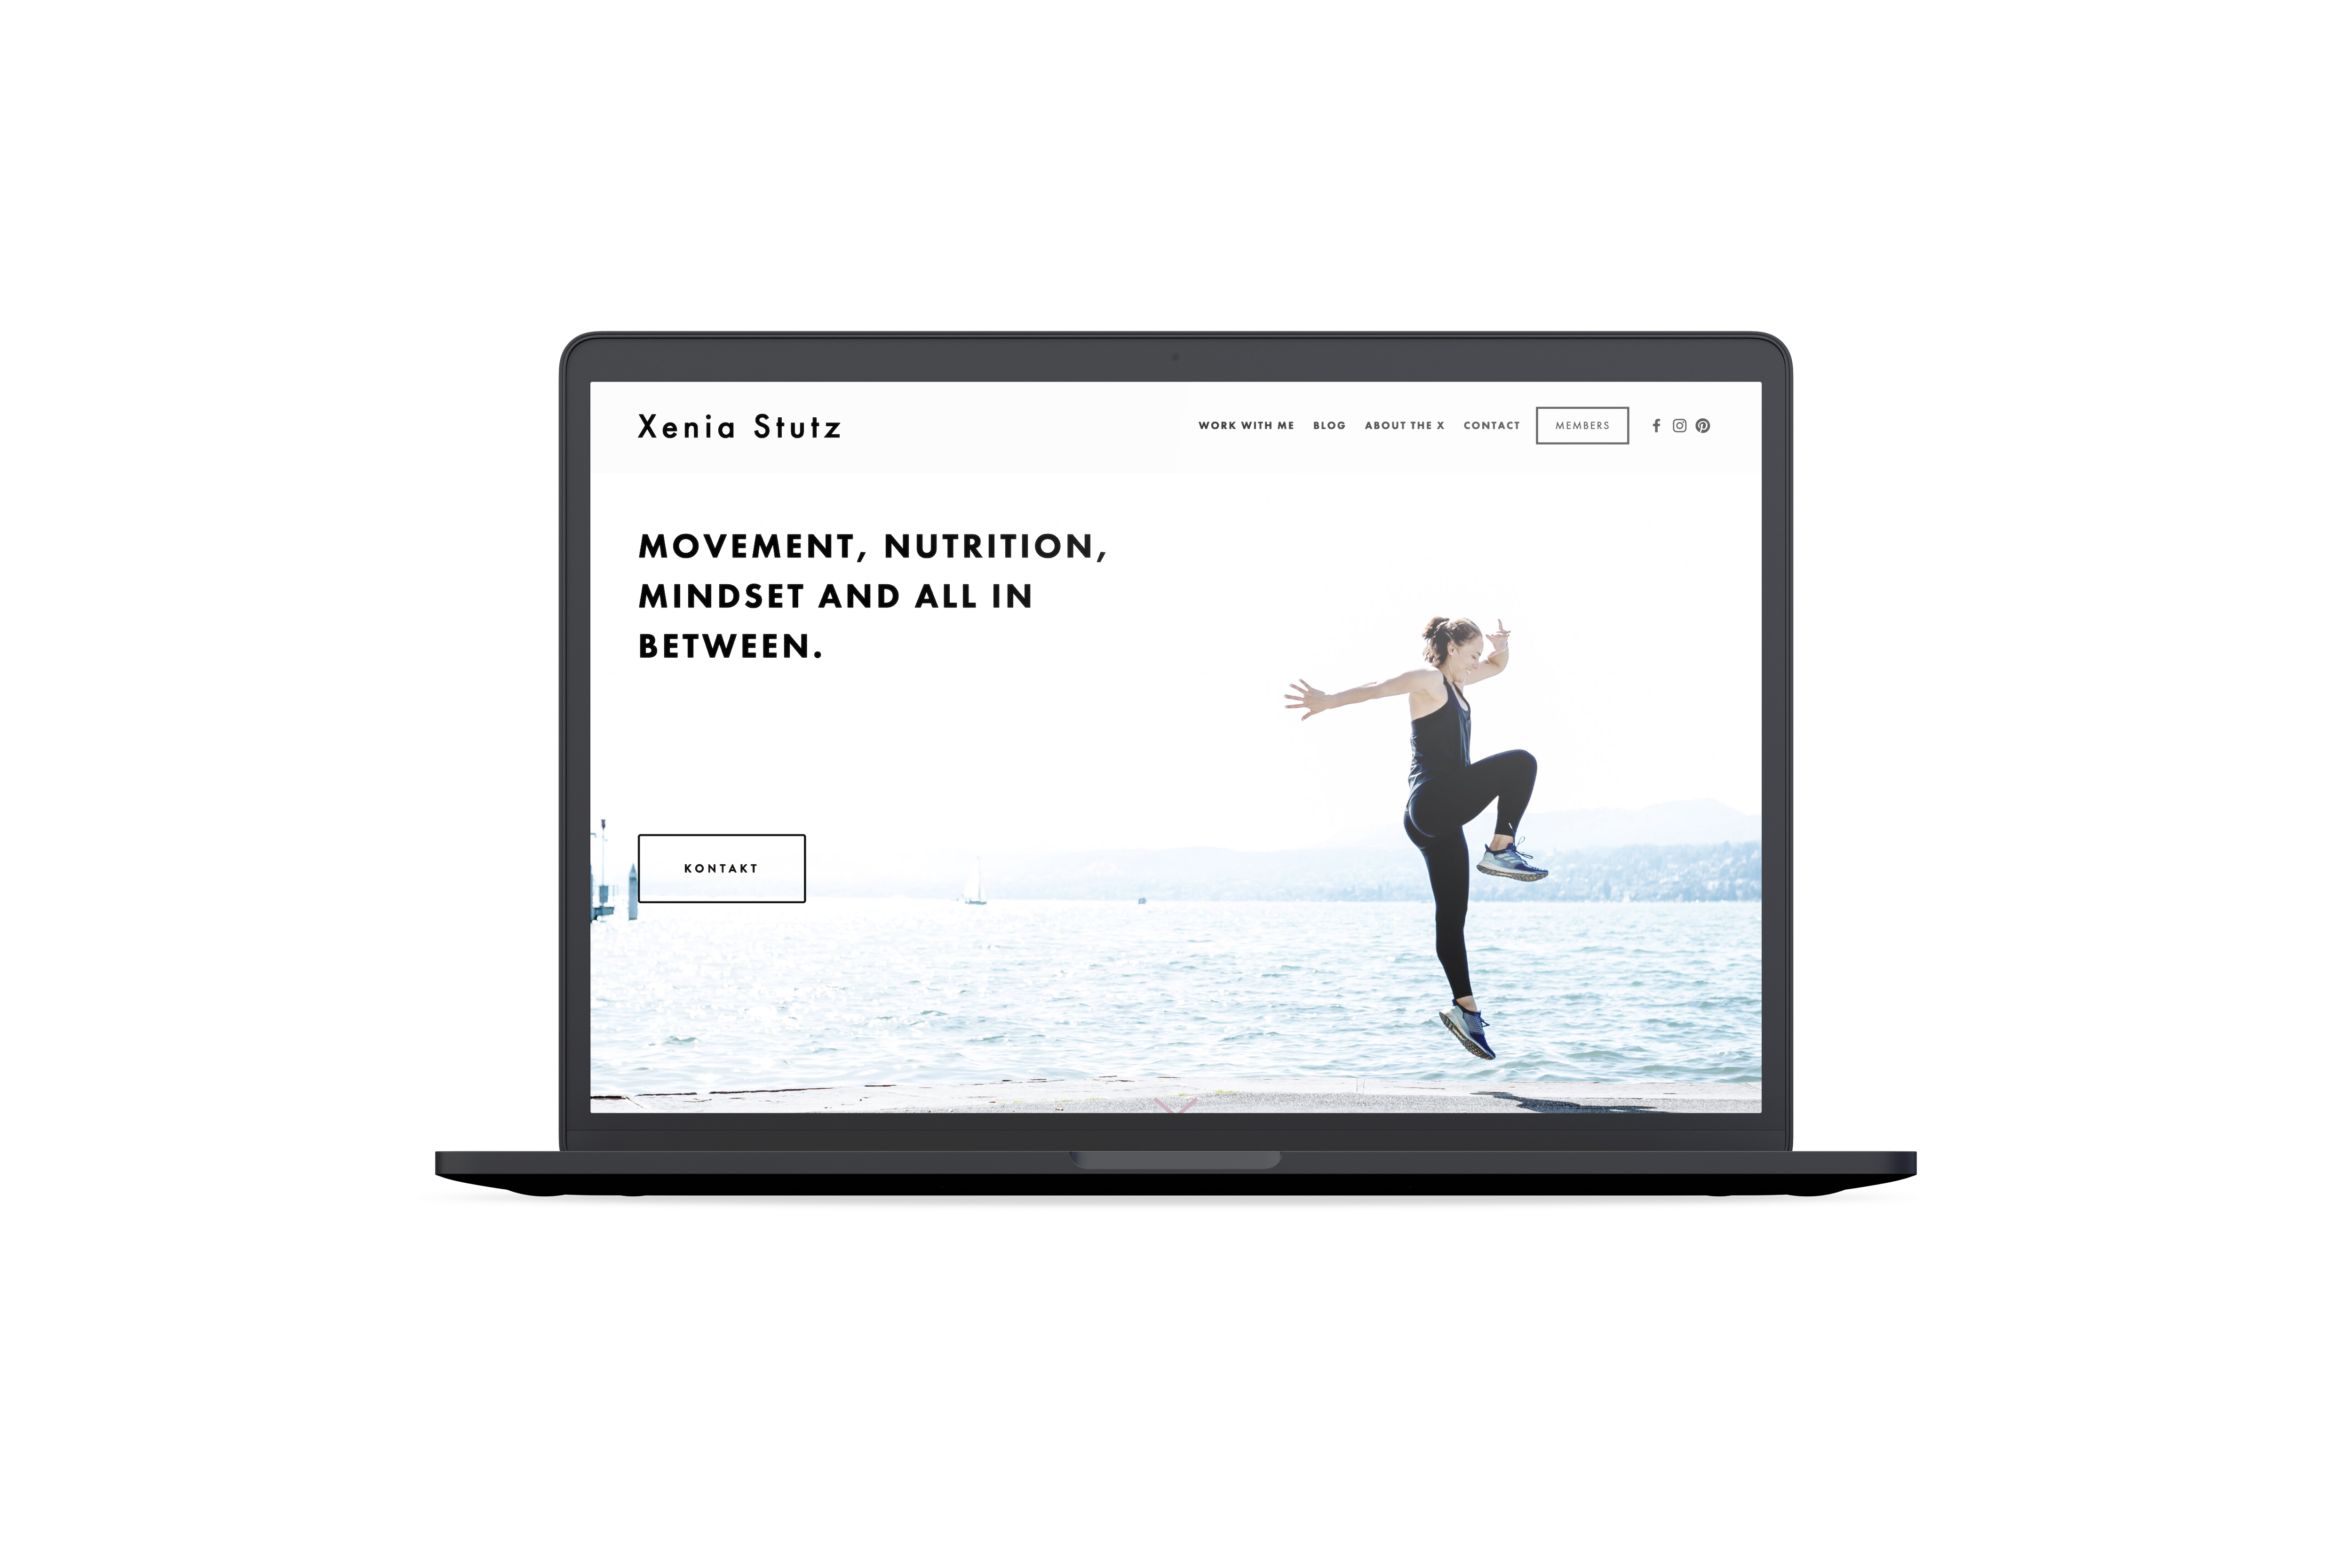 Xenia Stutz
WORK WITH ME BLOG ABOUT THE X CONTACT MEMBERS
MOVEMENT, NUTRITION,
MINDSET AND ALL IN
BETWEEN.
KONTAKT